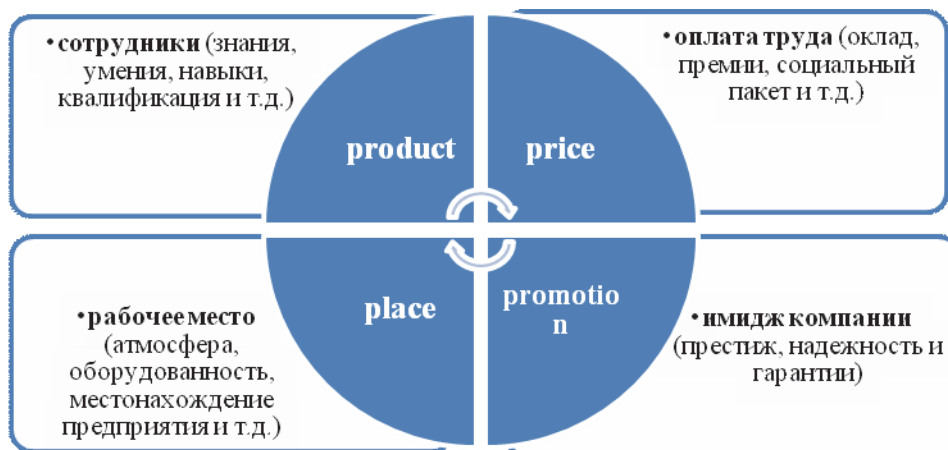 •сотрудники (знания,
умения, навыки,
квалификация и т.д.)
•оплата труда (оклад,
премии, социальный
пакет и т.д.)
product
price
place
promotio
n
•рабочее место
(атмосфера,
оборудованность,
местонахождение
предприятия и т.д.)
•имидж компании
(престиж, надежность и
гарантии)